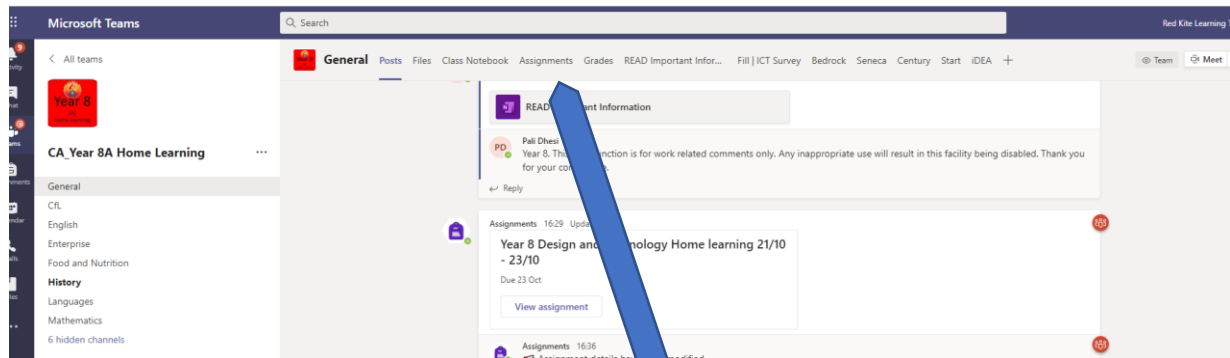 Microsoft Teams
Search
Red Kite Learning
All teams
General Posts Files Class Notebook Assignments Grades READ Important Infor... Fill | ICT Survey Bedrock Seneca Century Start iDEA +
Team
Meet
Year 8
CA_Year 8A Home Learning ...
General
CfL
English
Enterprise
Food and Nutrition
History
Languages
Mathematics
6 hidden channels
READ ant Information
PD
Pali Dhesi
Year 8. This nction is for work related comments only. Any inappropriate use will result in this facility being disabled. Thank you
for your
Reply
Assignments 16:29
Year 8 Design and nology Home learning 21/10
- 23/10
Due 23 Oct
View assignment
Assignments 16:36
Assignment details